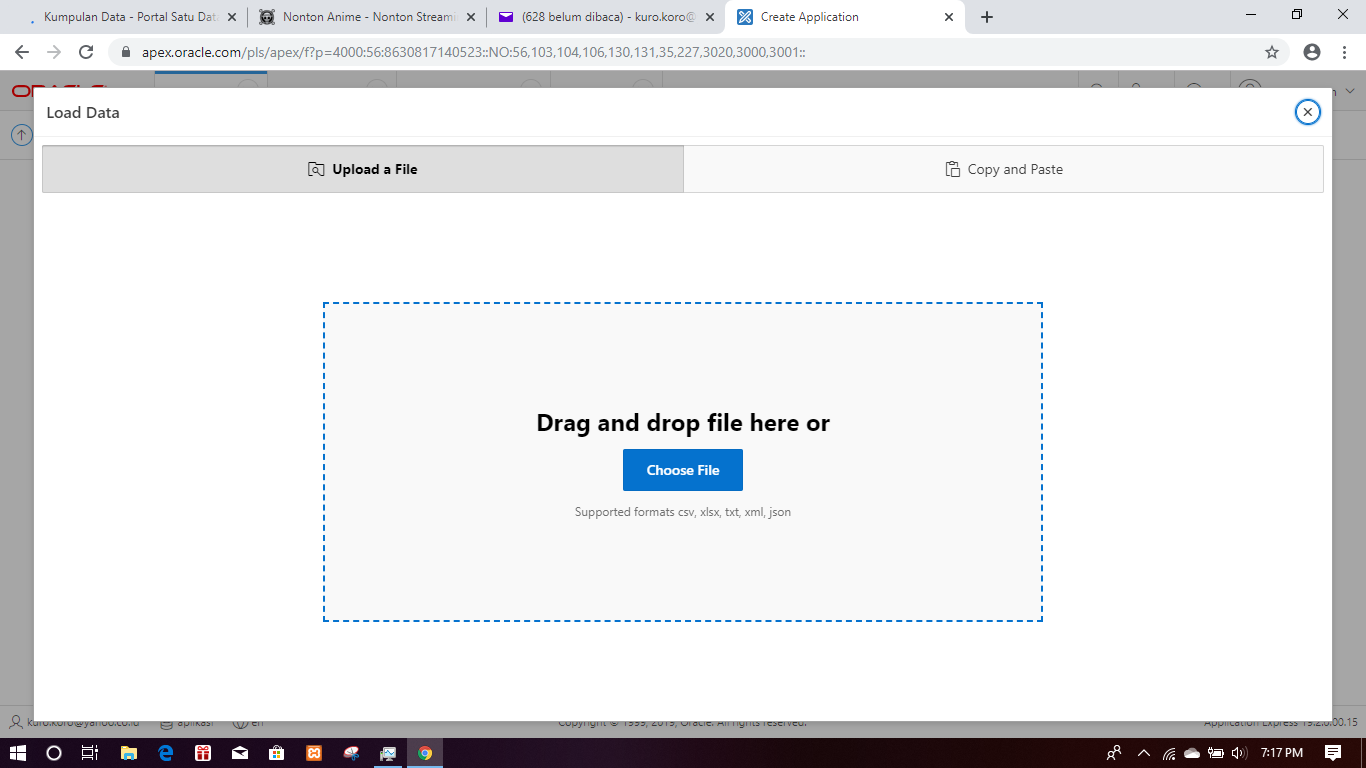 Kumpulan Data - Portal Satu Dat
Nonton Anime - Nonton Streami
(628 belum dibaca) - kuro.koro@
Create Application
apex.oracle.com/pls/apex/f?p=4000:56:8630817140523::NO:56,103,104,106,130,131,35,227,3020,3000,3001::
Load Data
Upload a File
Copy and Paste
Drag and drop file here or
Choose File
Supported formats csv, xlsx, txt, xml, json
kuro.koro@yahoo.co.id
aplikasi
en
Copyright © 1999, 2019, Oracle. All rights reserved.
Application Express 19.2.0.00.15
7:17 PM